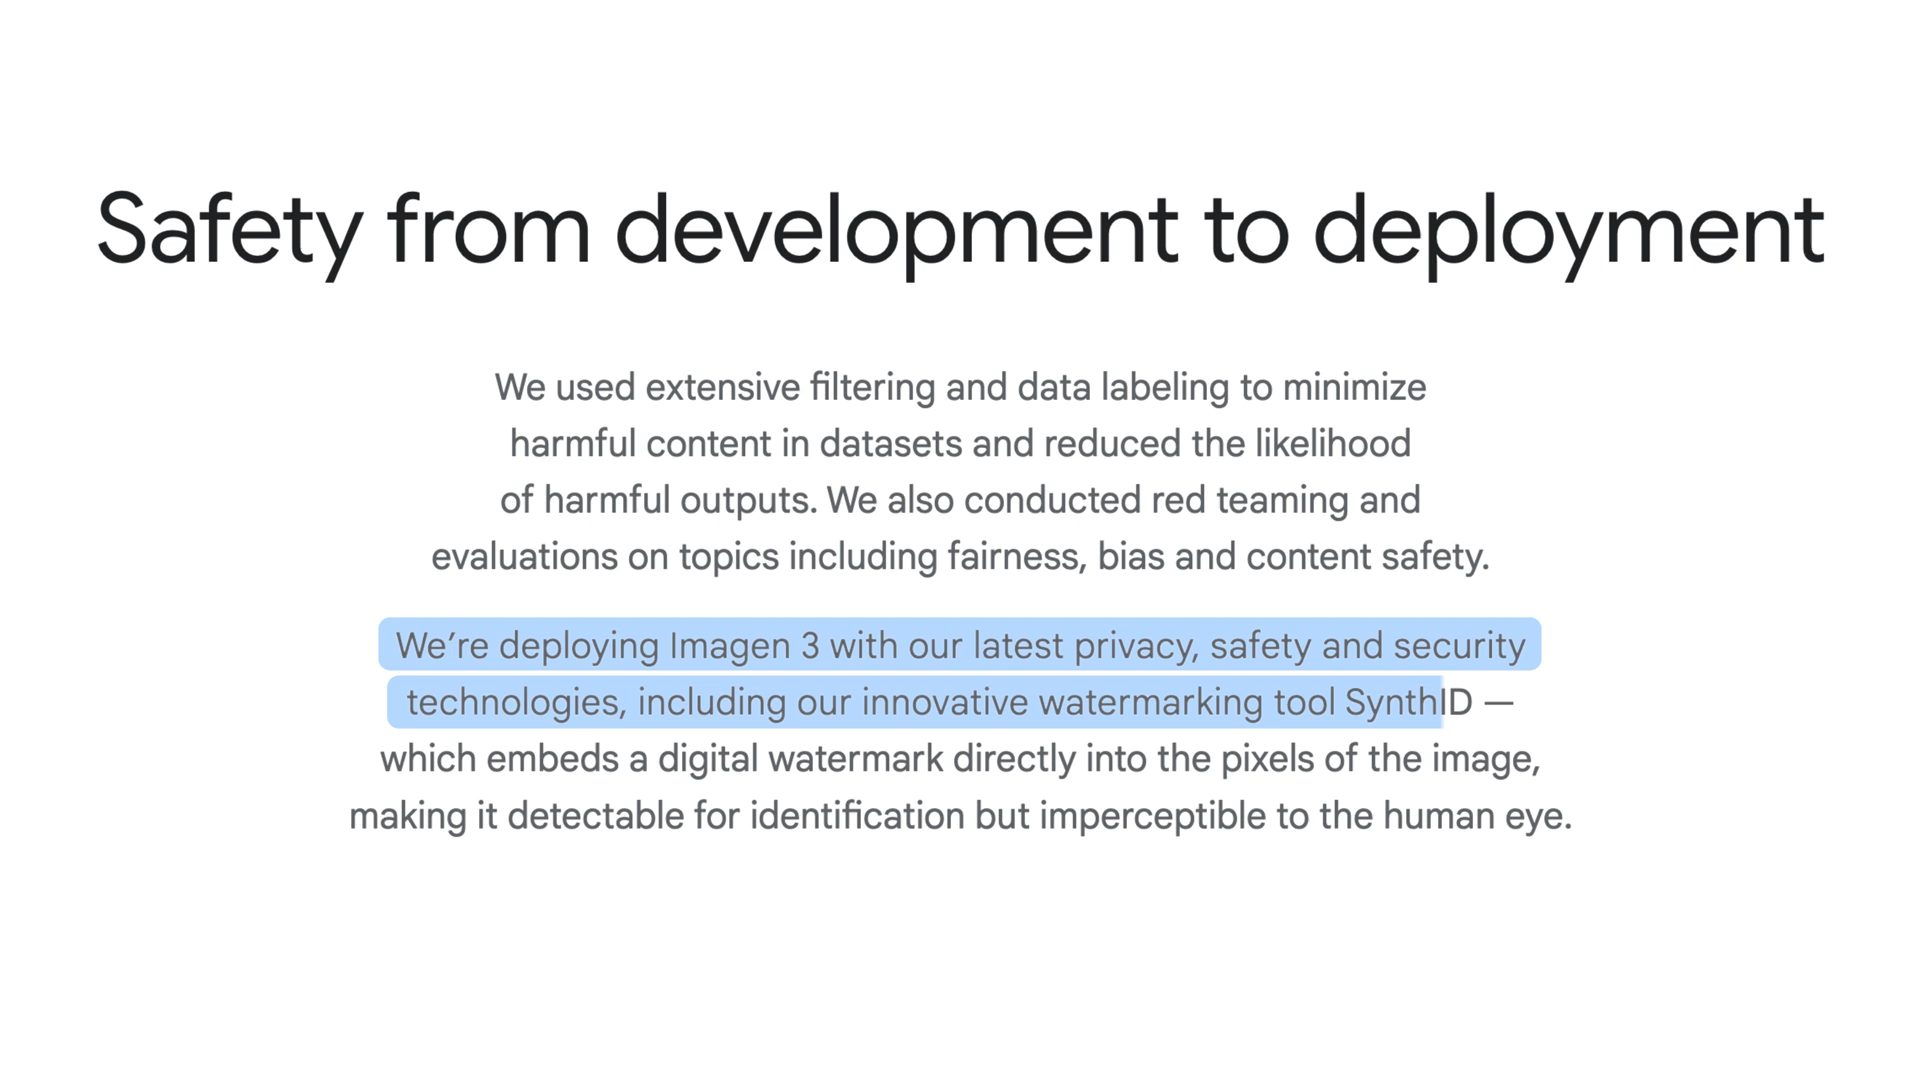 Safety from development to deployment
We used extensive filtering and data labeling to minimize
harmful content in datasets and reduced the likelihood
of harmful outputs. We also conducted red teaming and
evaluations on topics including fairness, bias and content safety.
We’re deploying Imagen 3 with our latest privacy, safety and security
technologies, including our innovative watermarking tool SynthID —
which embeds a digital watermark directly into the pixels of the image,
making it detectable for identification but imperceptible to the human eye.